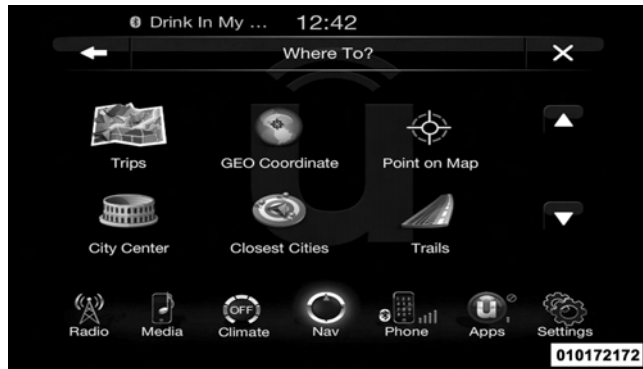 Drink In My ... 12:42
Where To?
Trips GEO Coordinate Point on Map
City Center Closest Cities Trails
OFF
Radio Media Climate Nav Phone Apps Settings
010172172